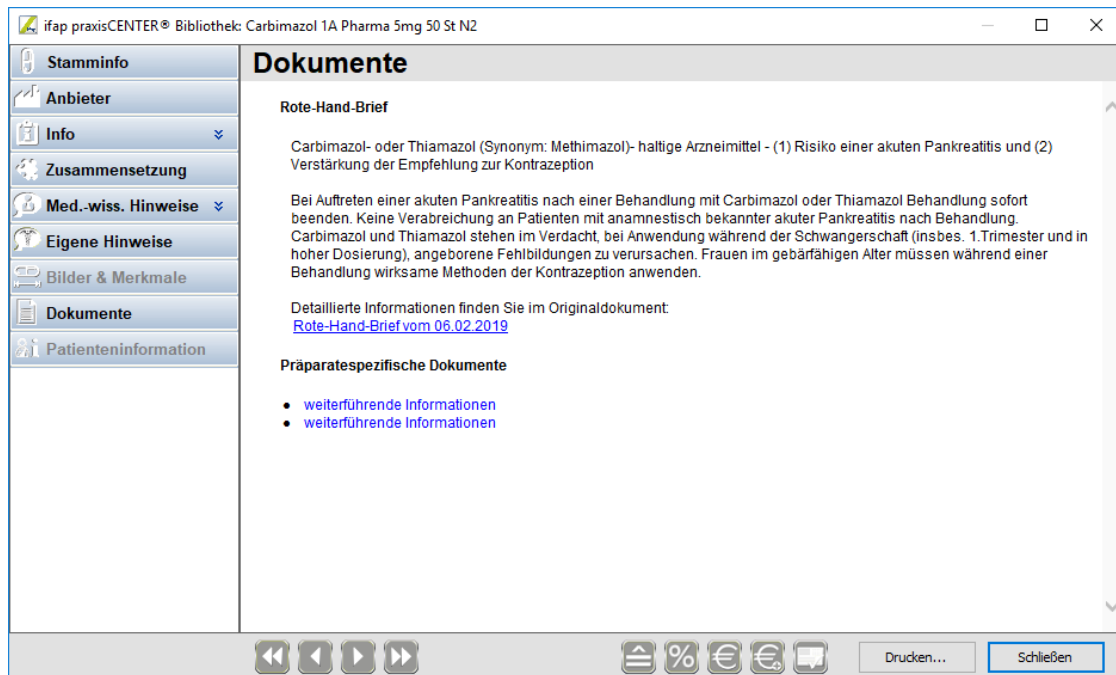 ifap praxisCENTER® Bibliothek: Carbimazol 1A Pharma 5mg 50 St N2
Stamminfo
Anbieter
Info
Zusammensetzung
Med.-wiss. Hinweise
Eigene Hinweise
Bilder & Merkmale
Dokumente
Patienteninformation
Dokumente
Rote-Hand-Brief
Carbimazol- oder Thiamazol (Synonym: Methimazol)- haltige Arzneimittel - (1) Risiko einer akuten Pankreatitis und (2)
Verstärkung der Empfehlung zur Kontrazeption
Bei Auftreten einer akuten Pankreatitis nach einer Behandlung mit Carbimazol oder Thiamazol Behandlung sofort
beenden. Keine Verabreichung an Patienten mit anamnestisch bekannter akuter Pankreatitis nach Behandlung.
Carbimazol und Thiamazol stehen im Verdacht, bei Anwendung während der Schwangerschaft (insbes. 1.Trimester und in
hoher Dosierung), angeborene Fehlbildungen zu verursachen. Frauen im gebärfähigen Alter müssen während einer
Behandlung wirksame Methoden der Kontrazeption anwenden.
Detaillierte Informationen finden Sie im Originaldokument:
Rote-Hand-Brief vom 06.02.2019
Präparatespezifische Dokumente
• weiterführende Informationen
• weiterführende Informationen
Drucken...
Schließen